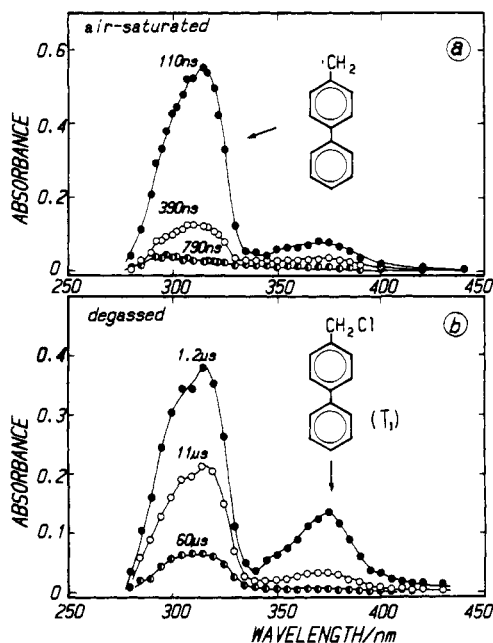 air-saturated
a
110ns
·CH2
390ns
790ns
ABSORBANCE
0.6
0.4
0.2
0
250 300 350 400 450
degassed
b
CH2Cl
(T1)
1.2µs
11µs
60µs
ABSORBANCE
0.4
0.3
0.2
0.1
0
250 300 350 400 450
WAVELENGTH/nm